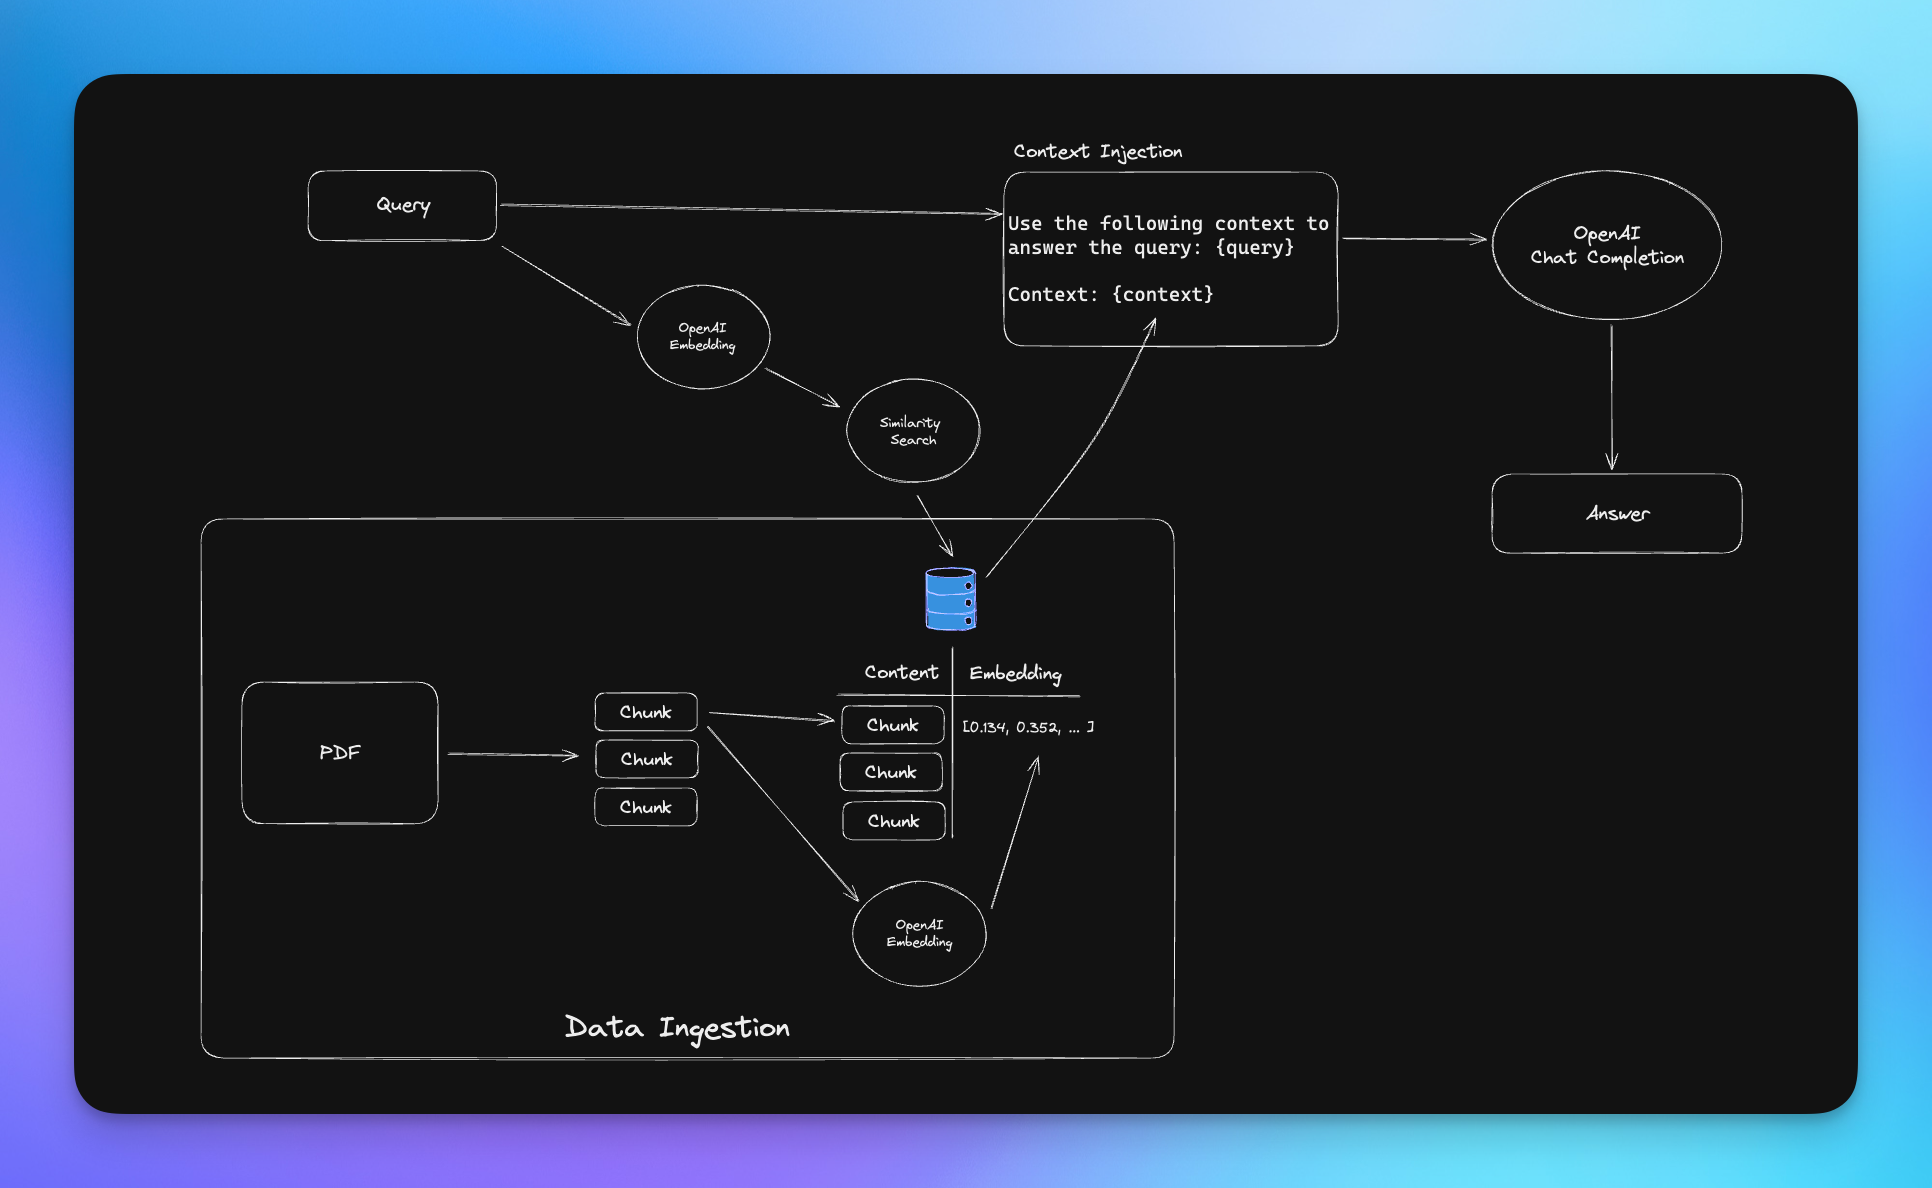 Context Injection
Query
Use the following context to
answer the query: {query}
Context: {context}
OpenAI
Chat Completion
OpenAI
Embedding
Similarity
Search
Answer
Content
Embedding
PDF
Chunk
Chunk
Chunk
Chunk
[0.134, 0.352, ... ]
Chunk
Chunk
OpenAI
Embedding
Data Ingestion